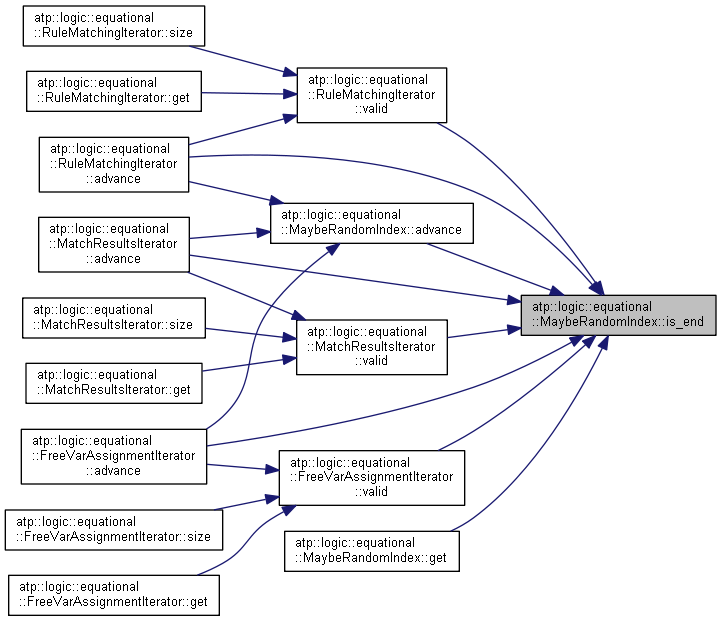 atp::logic::equational
::RuleMatchingIterator::size
atp::logic::equational
::RuleMatchingIterator::get
atp::logic::equational
::RuleMatchingIterator
::advance
atp::logic::equational
::MatchResultsIterator
::advance
atp::logic::equational
::MatchResultsIterator::size
atp::logic::equational
::MatchResultsIterator::get
atp::logic::equational
::FreeVarAssignmentIterator
::advance
atp::logic::equational
::FreeVarAssignmentIterator::size
atp::logic::equational
::FreeVarAssignmentIterator::get
atp::logic::equational
::RuleMatchingIterator
::valid
atp::logic::equational
::MaybeRandomIndex::advance
atp::logic::equational
::MatchResultsIterator
::valid
atp::logic::equational
::FreeVarAssignmentIterator
::valid
atp::logic::equational
::MaybeRandomIndex::get
atp::logic::equational
::MaybeRandomIndex::is_end